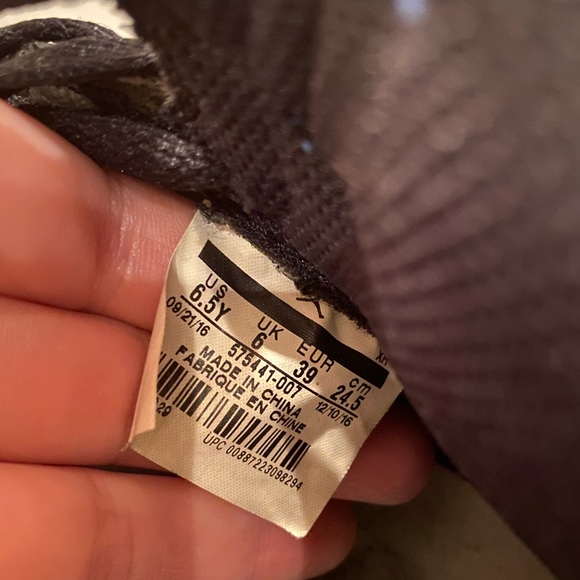 US UK EUR cm
6.5Y 6 39 24.5
09/21/16 575441-007 12/10/16
MADE IN CHINA
FABRIQUE EN CHINE
UPC 00887223098294